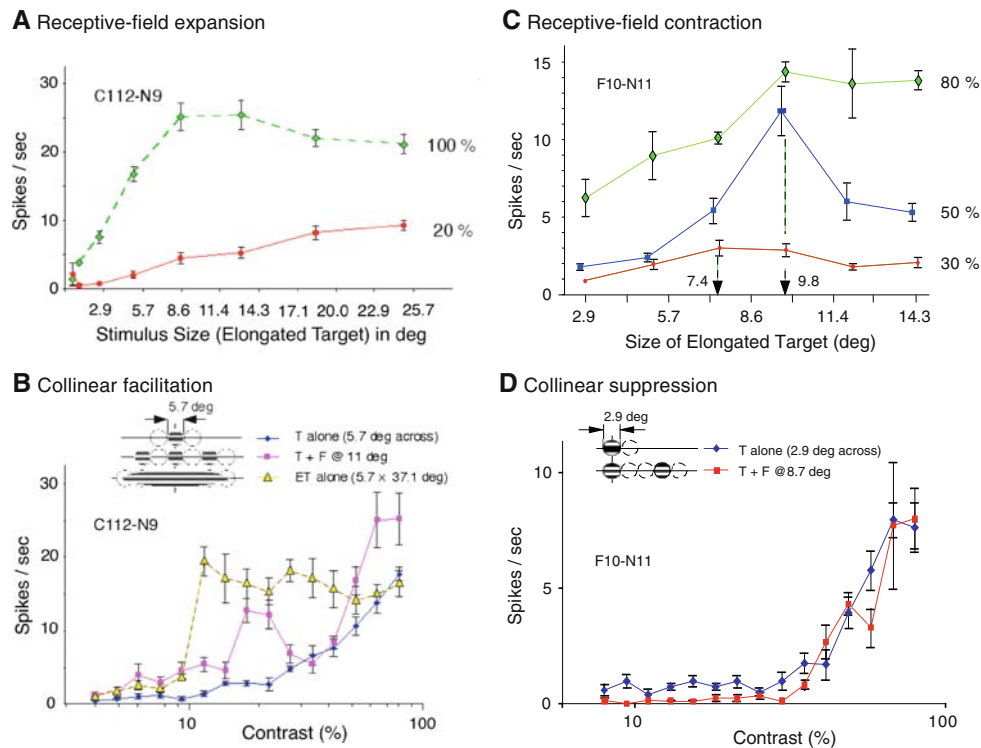 A Receptive-field expansion
30
20
10
0
Spikes / sec
C112-N9
100 %
20 %
2.9 5.7 8.6 11.4 14.3 17.1 20.0 22.9 25.7
Stimulus Size (Elongated Target) in deg
B Collinear facilitation
5.7 deg
T alone (5.7 deg across)
T + F @ 11 deg
ET alone (5.7 × 37.1 deg)
C112-N9
30
20
10
0
Spikes / sec
10 100
Contrast (%)
C Receptive-field contraction
15
10
5
0
Spikes / sec
F10-N11
80 %
50 %
30 %
7.4 9.8
2.9 5.7 8.6 11.4 14.3
Size of Elongated Target (deg)
D Collinear suppression
2.9 deg
T alone (2.9 deg across)
T + F @8.7 deg
F10-N11
10
5
0
Spikes / sec
10 100
Contrast (%)